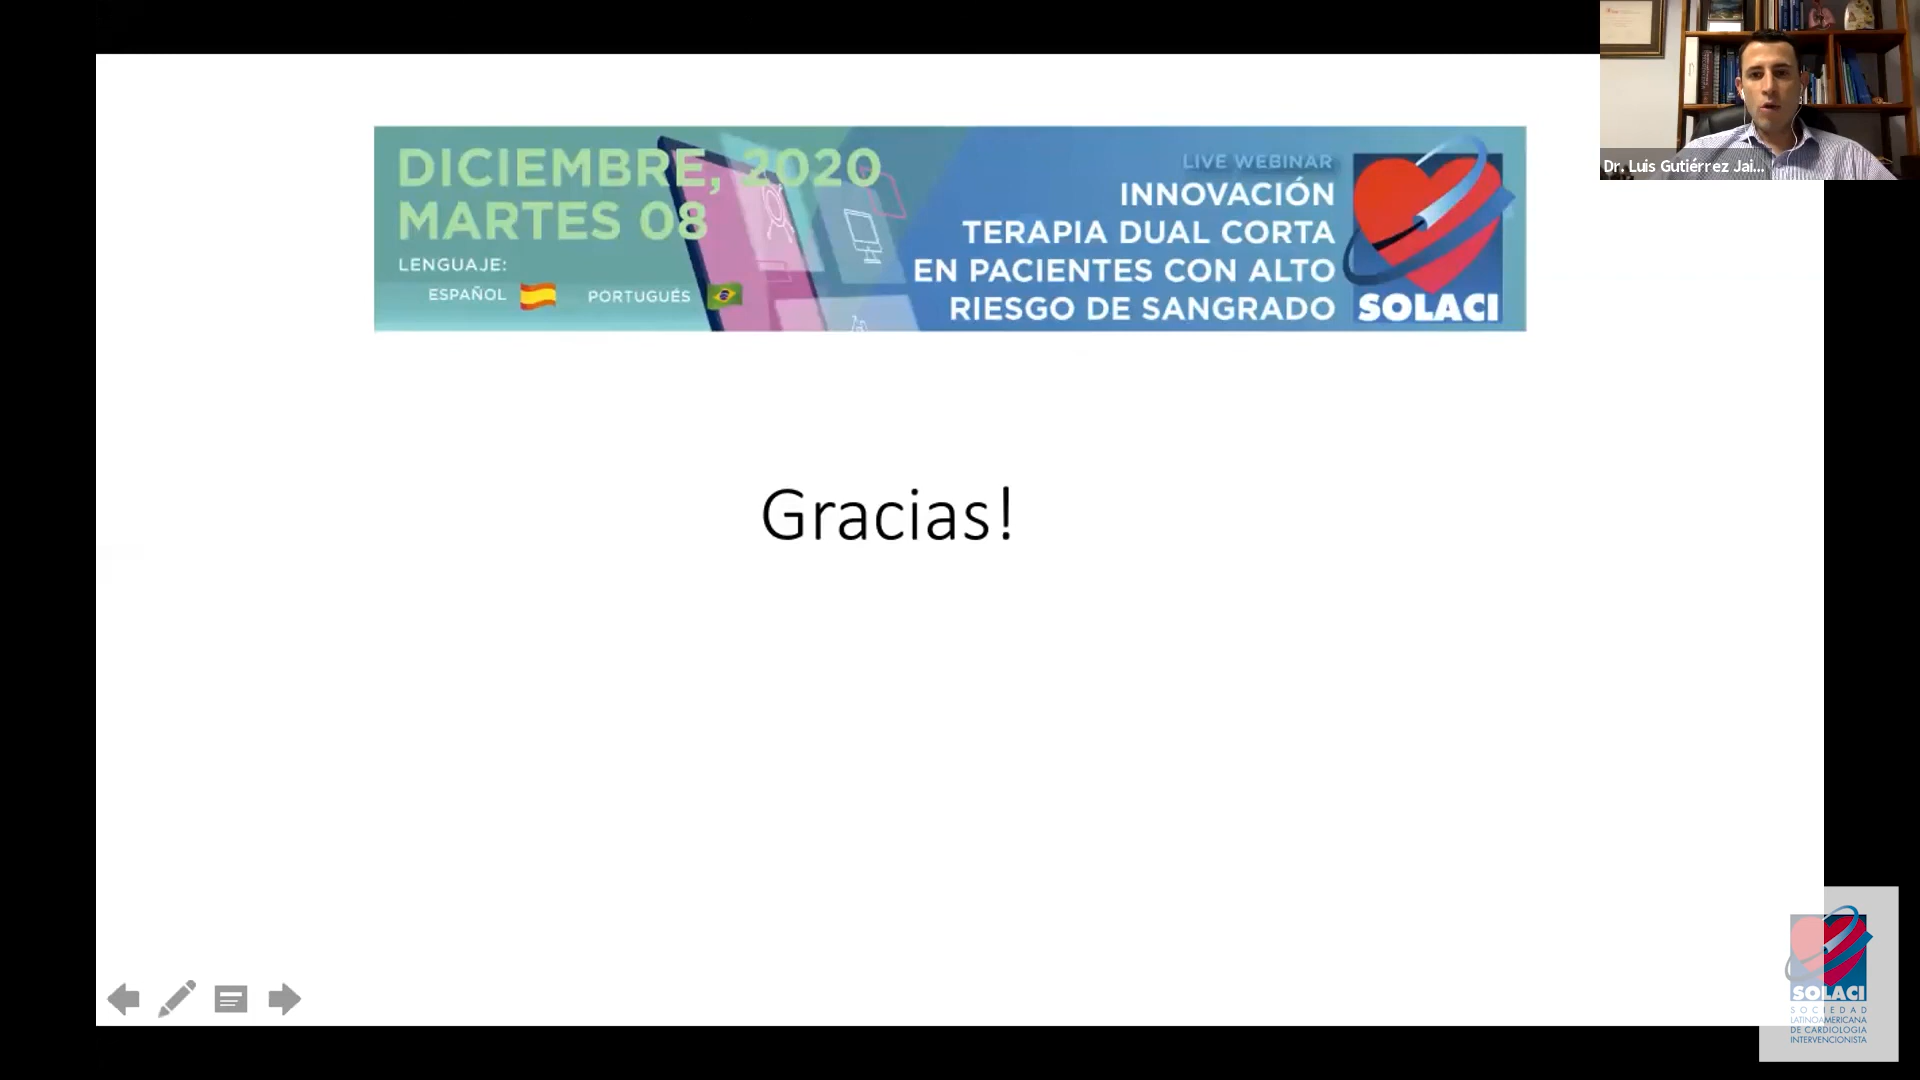 DICIEMBRE, 2020
MARTES 08
LENGUAJE:
ESPAÑOL PORTUGUÉS
LIVE WEBINAR
INNOVACIÓN
TERAPIA DUAL CORTA
EN PACIENTES CON ALTO
RIESGO DE SANGRADO
SOLACI
Dr. Luis Gutiérrez Jai...
Gracias!
SOLACI
SOCIEDAD
LATINOAMERICANA
DE CARDIOLOGIA
INTERVENCIONISTA